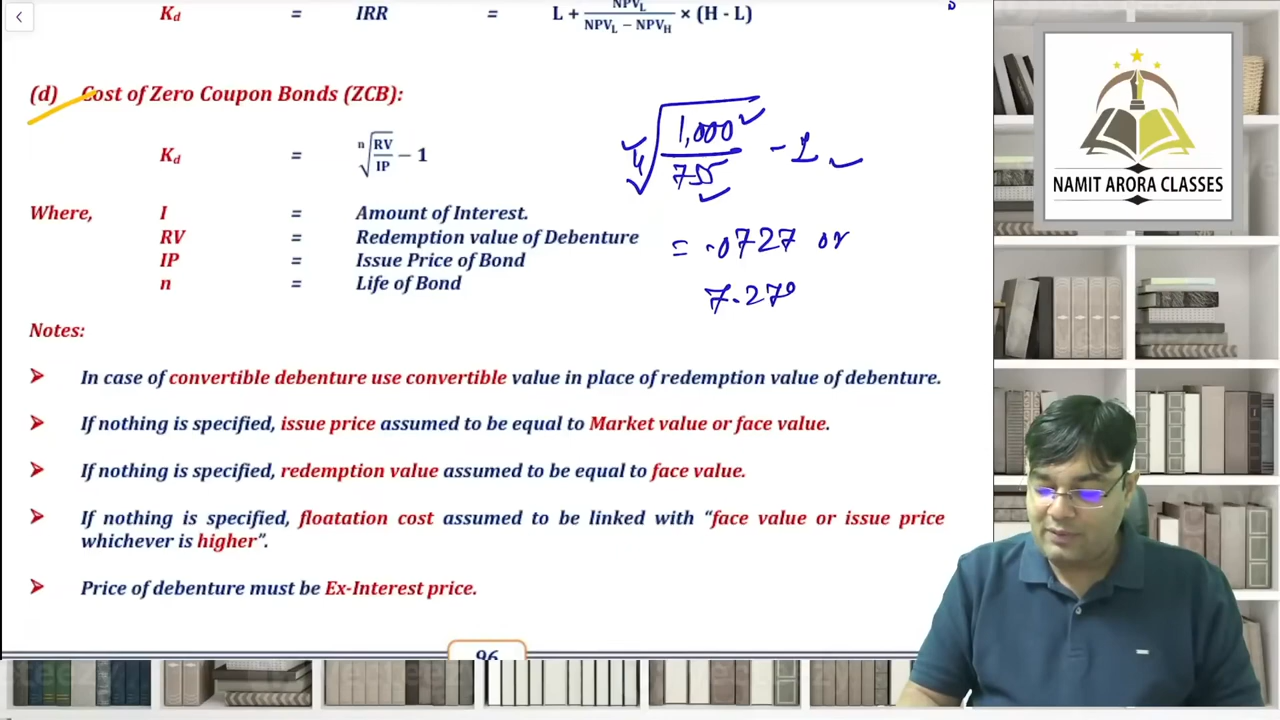 K_d = IRR = L + NPV_L / NPV_L – NPV_H × (H - L)
(d) Cost of Zero Coupon Bonds (ZCB):
K_d = ⁿ√RV/IP – 1
Where, I = Amount of Interest.
RV = Redemption value of Debenture
IP = Issue Price of Bond
n = Life of Bond
⁴√1,000/755 - 1
= .0727 or
7.27%
Notes:
➢ In case of convertible debenture use convertible value in place of redemption value of debenture.
➢ If nothing is specified, issue price assumed to be equal to Market value or face value.
➢ If nothing is specified, redemption value assumed to be equal to face value.
➢ If nothing is specified, floatation cost assumed to be linked with “face value or issue price
whichever is higher”.
➢ Price of debenture must be Ex-Interest price.
96
NAMIT ARORA CLASSES